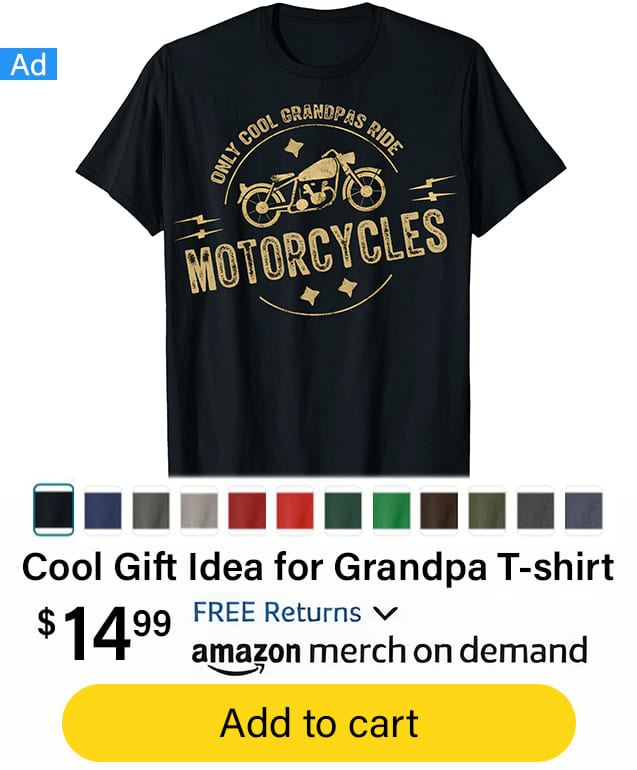 Ad
ONLY COOL GRANDPAS RIDE
MOTORCYCLES
Cool Gift Idea for Grandpa T-shirt
$14.99
FREE Returns
amazon merch on demand
Add to cart